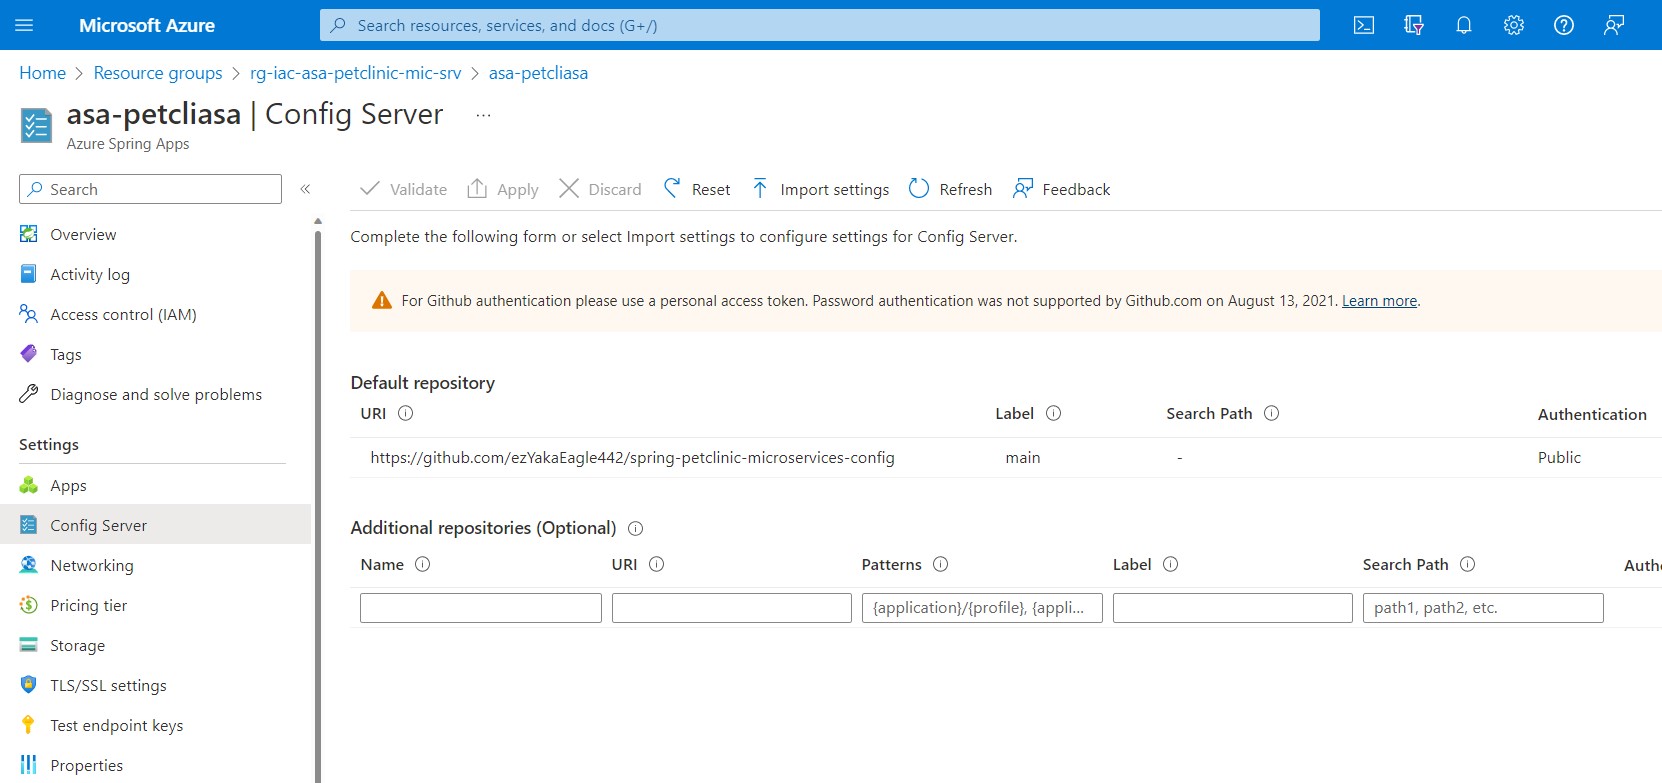 Microsoft Azure
Search resources, services, and docs (G+/)
Home > Resource groups > rg-iac-asa-petclinic-mic-srv > asa-petcliasa
asa-petcliasa | Config Server ...
Azure Spring Apps
Search «
Validate Apply Discard Reset Import settings Refresh Feedback
Overview
Activity log
Access control (IAM)
Tags
Diagnose and solve problems
Settings
Apps
Config Server
Networking
Pricing tier
Storage
TLS/SSL settings
Test endpoint keys
Properties
Complete the following form or select Import settings to configure settings for Config Server.
For Github authentication please use a personal access token. Password authentication was not supported by Github.com on August 13, 2021. Learn more.
Default repository
URI Label Search Path Authentication
https://github.com/ezYakaEagle442/spring-petclinic-microservices-config main - Public
Additional repositories (Optional)
Name URI Patterns Label Search Path Authe
{application}/{profile}, {appli... path1, path2, etc.